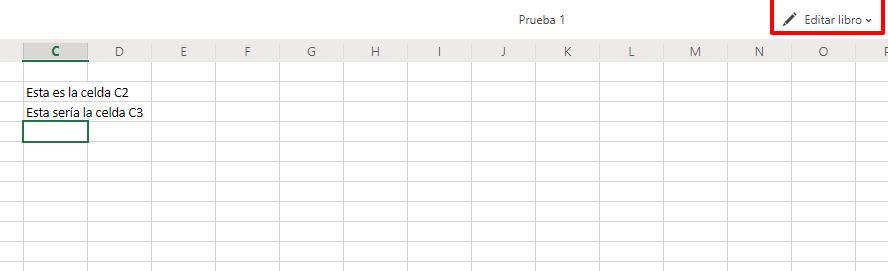 Prueba 1
Editar libro
C D E F G H I J K L M N O
Esta es la celda C2
Esta sería la celda C3